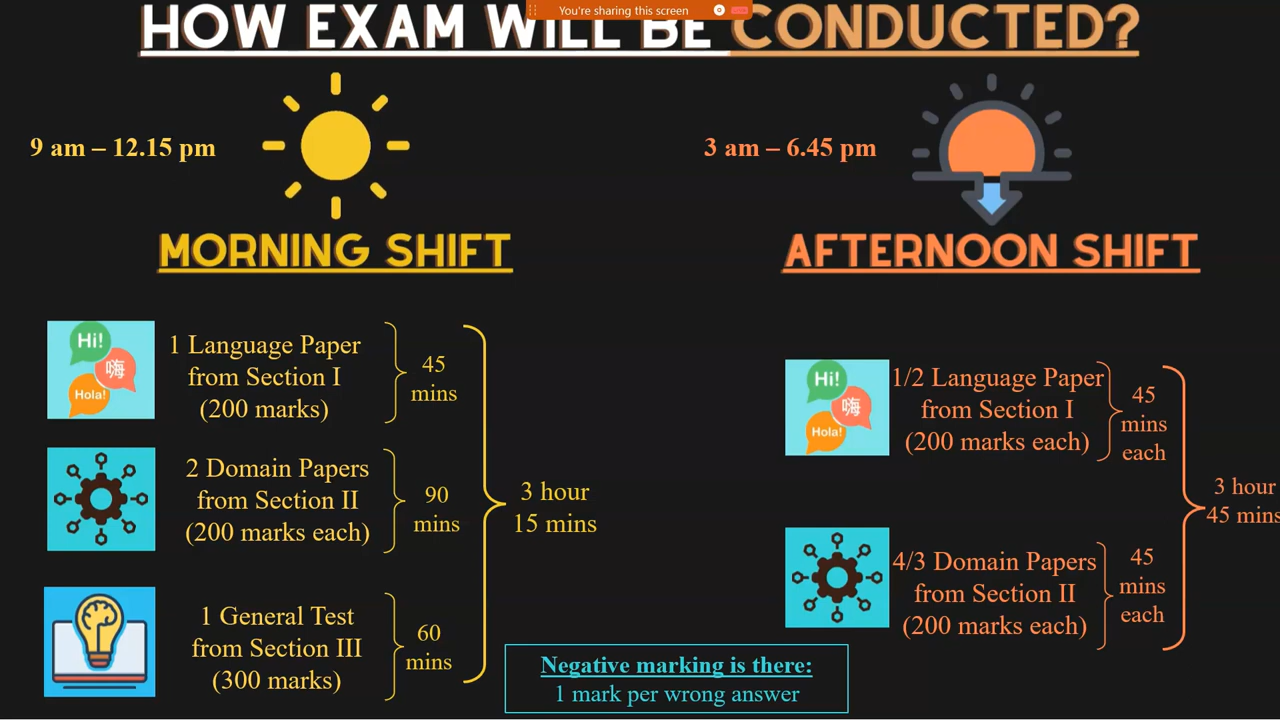 You're sharing this screen
HOW EXAM WILL BE CONDUCTED?
9 am – 12.15 pm
MORNING SHIFT
Hi!
嗨
Hola!
1 Language Paper
from Section I
(200 marks)
45
mins
2 Domain Papers
from Section II
(200 marks each)
90
mins
1 General Test
from Section III
(300 marks)
60
mins
3 hour
15 mins
3 am – 6.45 pm
AFTERNOON SHIFT
Hi!
嗨
Hola!
1/2 Language Paper
from Section I
(200 marks each)
45
mins
each
4/3 Domain Papers
from Section II
(200 marks each)
45
mins
each
3 hour
45 mins
Negative marking is there:
1 mark per wrong answer